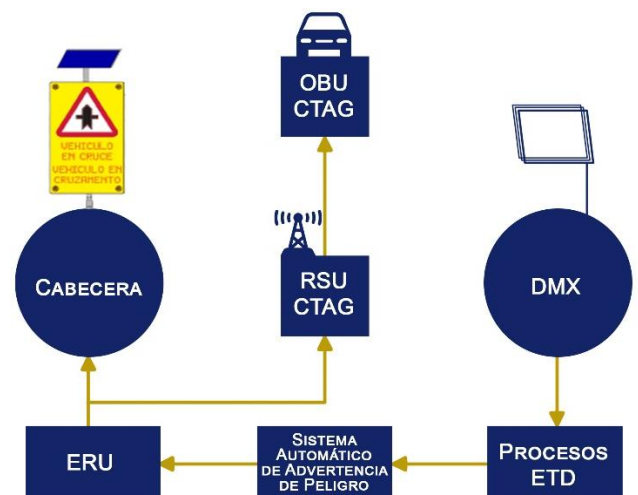 OBU
CTAG
VEHICULO
EN CRUCE
VEHICULO EN
CRUZAMENTO
CABECERA
RSU
CTAG
DMX
ERU
SISTEMA
AUTOMÁTICO
DE ADVERTENCIA
DE PELIGRO
PROCESOS
ETD